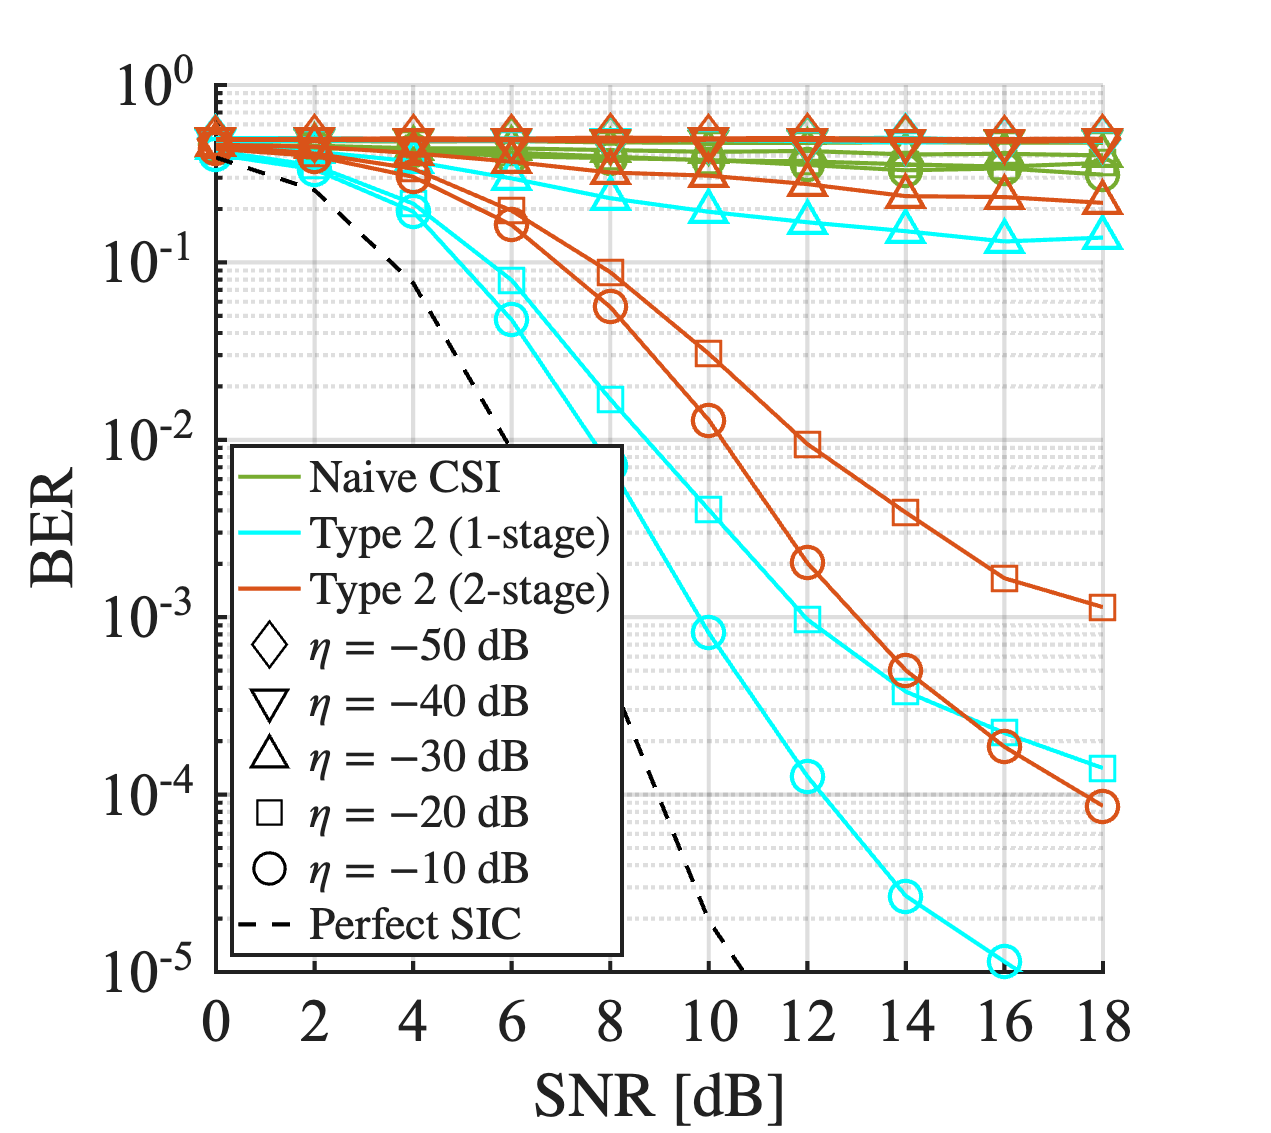 10^0
10^-1
10^-2
10^-3
10^-4
10^-5
BER
Naive CSI
Type 2 (1-stage)
Type 2 (2-stage)
η = −50 dB
η = −40 dB
η = −30 dB
η = −20 dB
η = −10 dB
Perfect SIC
0 2 4 6 8 10 12 14 16 18
SNR [dB]